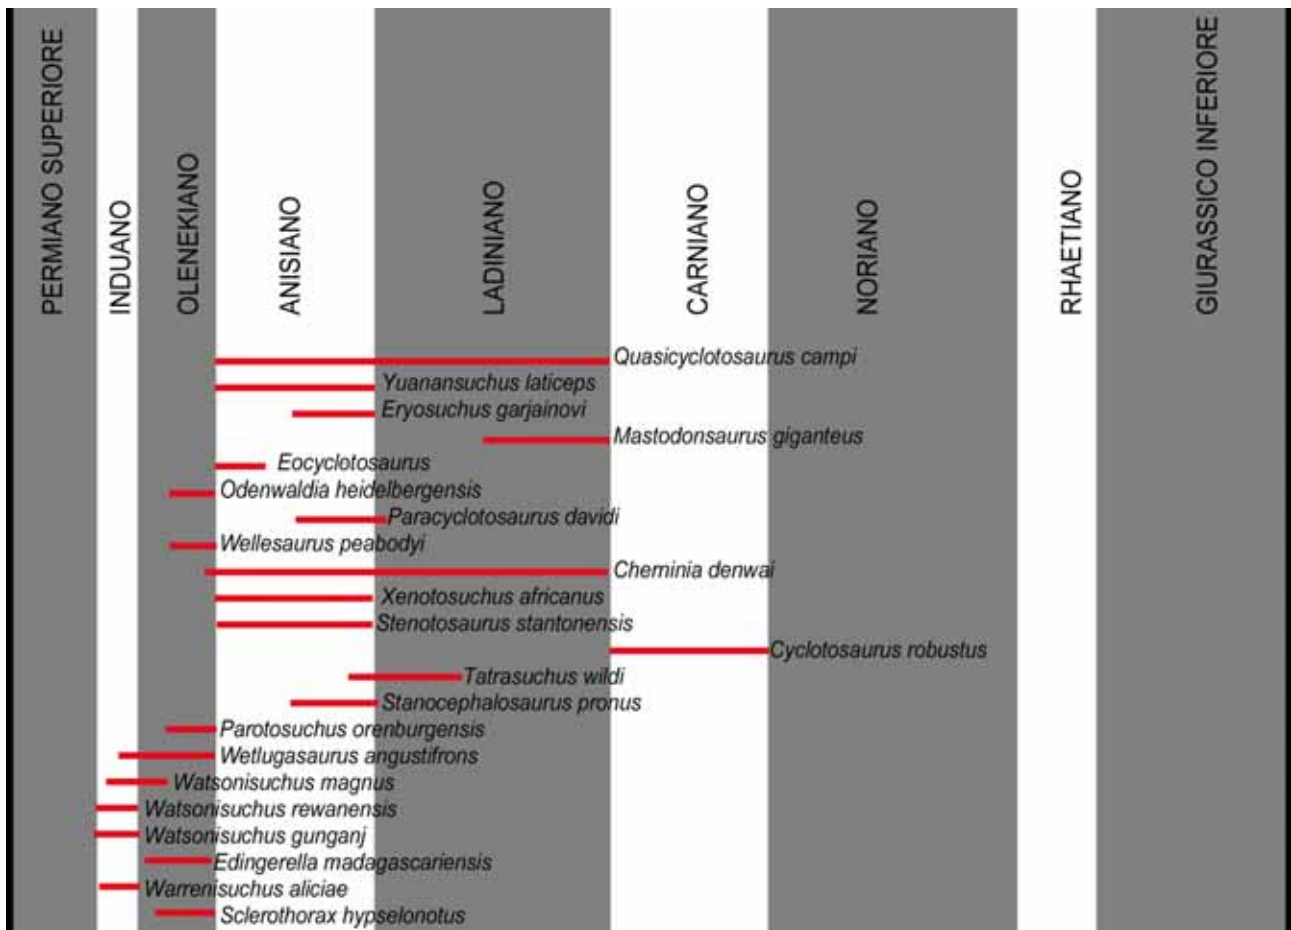 PERMIANO SUPERIORE
INDUANO
OLENEKIANO
ANISIANO
LADINIANO
CARNIANO
NORIANO
RHAETIANO
GIURASSICO INFERIORE
Quasicyclotosaurus campi
Yuanansuchus laticeps
Eryosuchus garjainovi
Mastodonsaurus giganteus
Eocyclotosaurus
Odenwaldia heidelbergensis
Paracyclotosaurus davidi
Wellesaurus peabodyi
Cherninia denwai
Xenotosuchus africanus
Stenotosaurus stantonensis
Cyclotosaurus robustus
Tatrasuchus wildi
Stanocephalosaurus pronus
Parotosuchus orenburgensis
Wetlugasaurus angustifrons
Watsonisuchus magnus
Watsonisuchus rewanensis
Watsonisuchus gunganj
Edingerella madagascariensis
Warrenisuchus aliciae
Sclerothorax hypselonotus